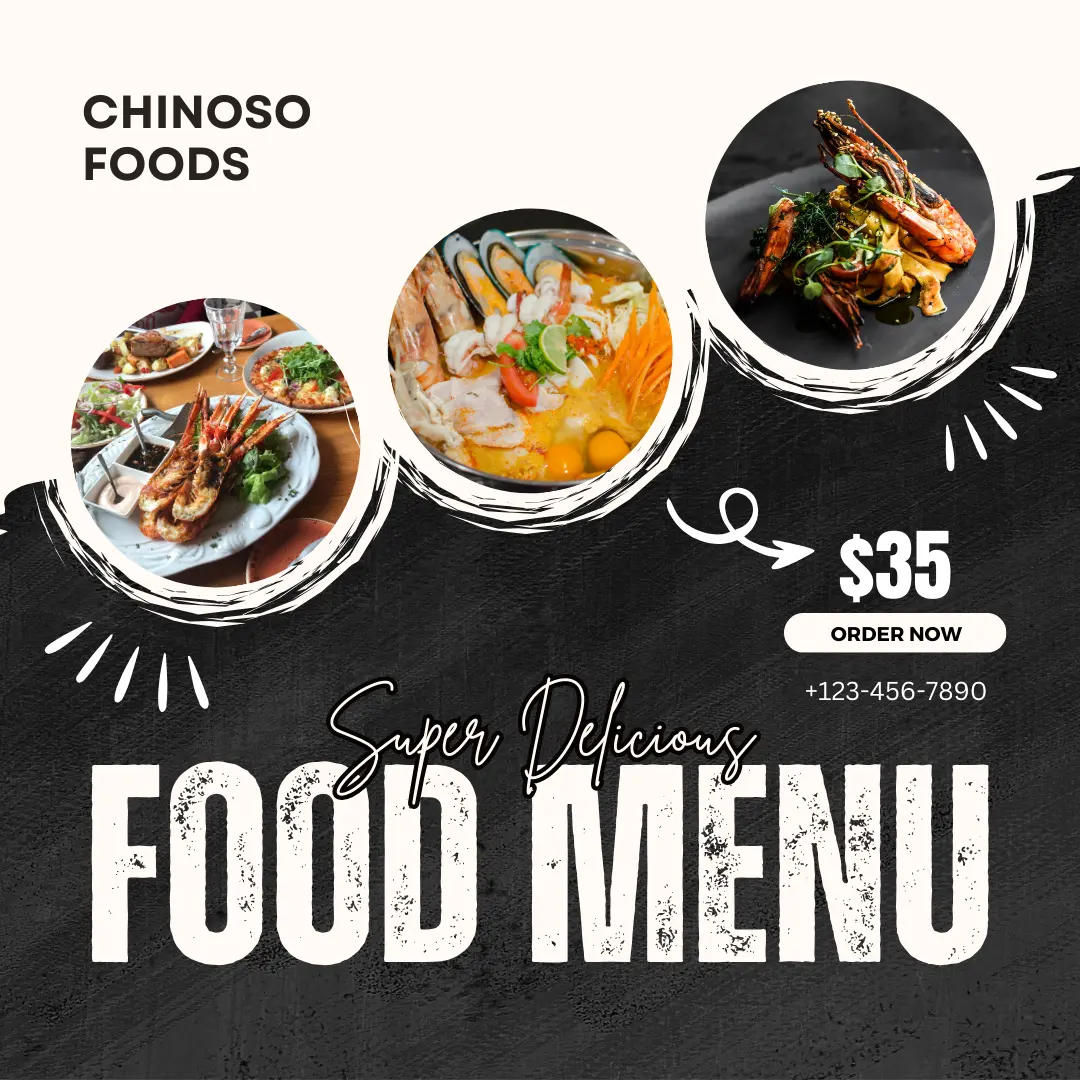 CHINOSO
FOODS
$35
ORDER NOW
+123-456-7890
Super Delicious
FOOD MENU